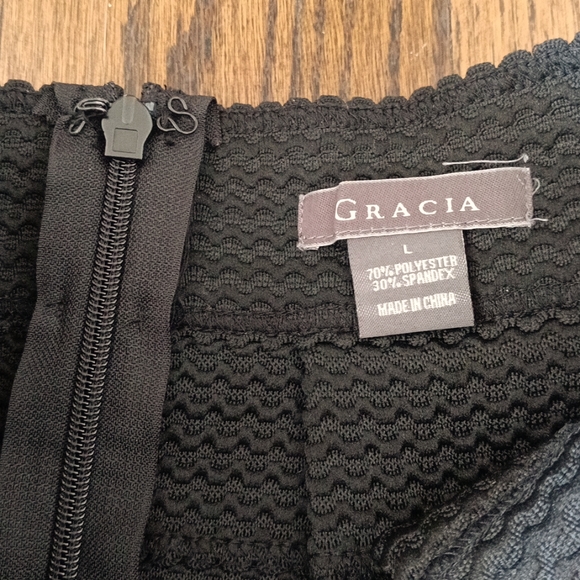 GRACIA
L
70% POLYESTER
30% SPANDEX
MADE IN CHINA